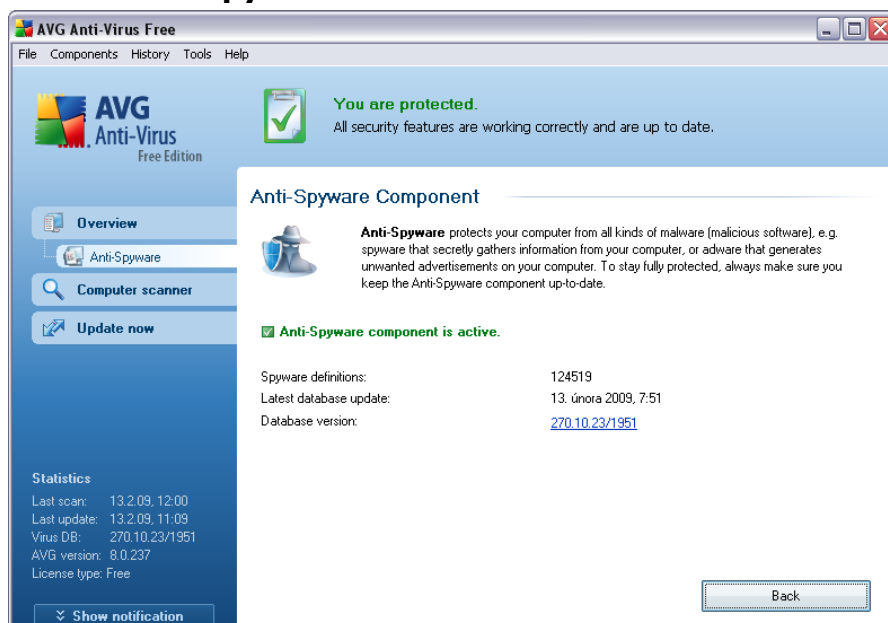 AVG Anti-Virus Free
File Components History Tools Help
AVG
Anti-Virus
Free Edition
You are protected.
All security features are working correctly and are up to date.
Overview
Anti-Spyware
Computer scanner
Update now
Anti-Spyware Component
Anti-Spyware protects your computer from all kinds of malware (malicious software), e.g.
spyware that secretly gathers information from your computer, or adware that generates
unwanted advertisements on your computer. To stay fully protected, always make sure you
keep the Anti-Spyware component up-to-date.
Anti-Spyware component is active.
Spyware definitions: 124519
Latest database update: 13. února 2009, 7:51
Database version: 270.10.23/1951
Statistics
Last scan: 13.2.09, 12:00
Last update: 13.2.09, 11:09
Virus DB: 270.10.23/1951
AVG version: 8.0.237
License type: Free
Show notification
Back